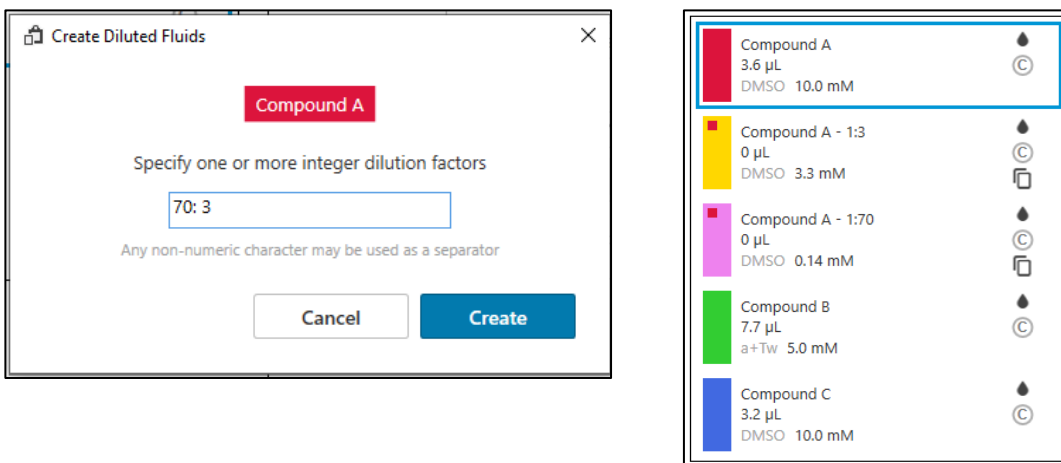 Create Diluted Fluids
Compound A
Specify one or more integer dilution factors
70: 3
Any non-numeric character may be used as a separator
Cancel
Create
Compound A
3.6 µL
DMSO 10.0 mM
Compound A - 1:3
0 µL
DMSO 3.3 mM
Compound A - 1:70
0 µL
DMSO 0.14 mM
Compound B
7.7 µL
a+Tw 5.0 mM
Compound C
3.2 µL
DMSO 10.0 mM